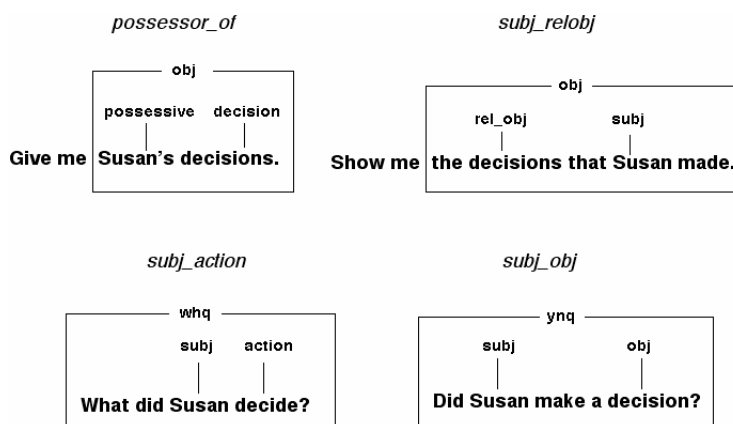 possessor_of
obj
possessive decision
Give me Susan's decisions.
subj_relobj
obj
rel_obj subj
Show me the decisions that Susan made.
subj_action
whq
subj action
What did Susan decide?
subj_obj
ynq
subj obj
Did Susan make a decision?